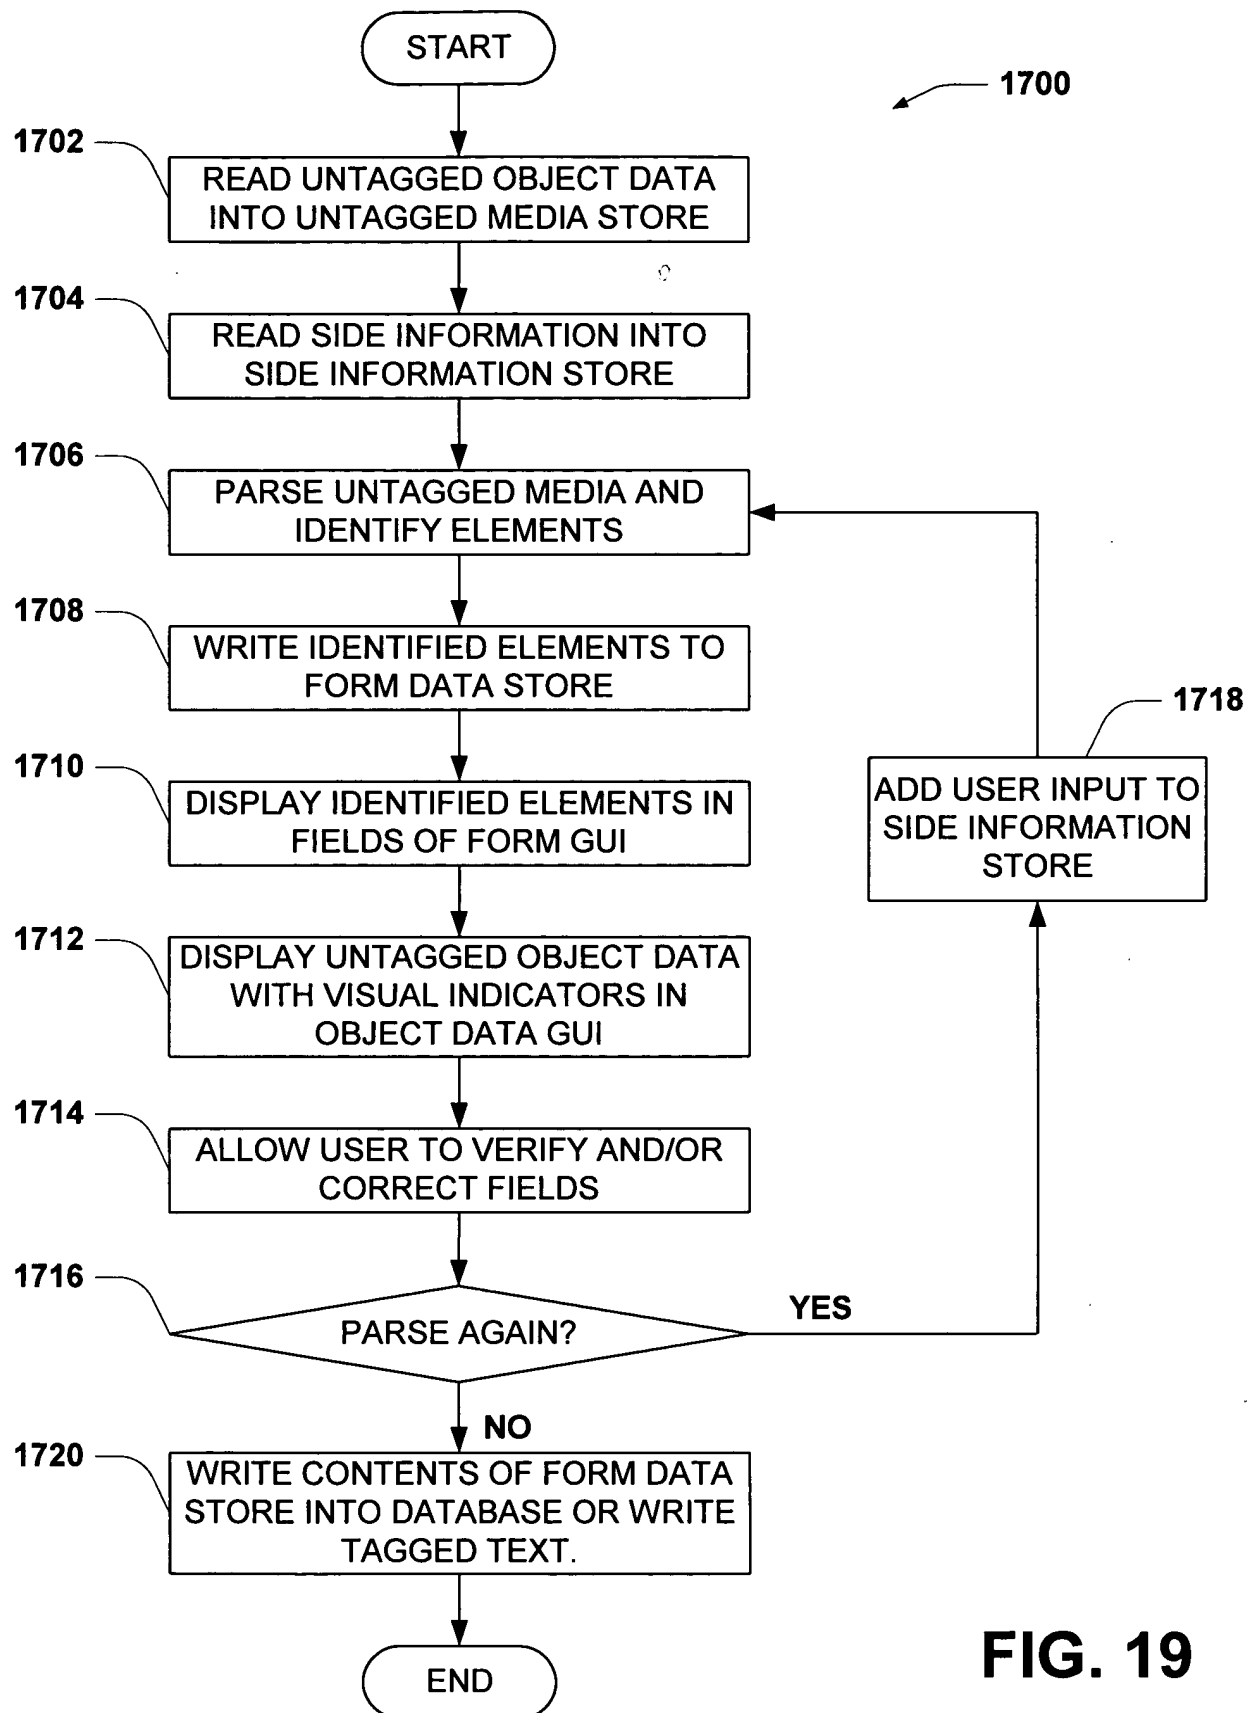 START
1700
1702
READ UNTAGGED OBJECT DATA
INTO UNTAGGED MEDIA STORE
1704
READ SIDE INFORMATION INTO
SIDE INFORMATION STORE
1706
PARSE UNTAGGED MEDIA AND
IDENTIFY ELEMENTS
1708
WRITE IDENTIFIED ELEMENTS TO
FORM DATA STORE
1718
ADD USER INPUT TO
SIDE INFORMATION
STORE
1710
DISPLAY IDENTIFIED ELEMENTS IN
FIELDS OF FORM GUI
1712
DISPLAY UNTAGGED OBJECT DATA
WITH VISUAL INDICATORS IN
OBJECT DATA GUI
1714
ALLOW USER TO VERIFY AND/OR
CORRECT FIELDS
1716
PARSE AGAIN?
YES
NO
1720
WRITE CONTENTS OF FORM DATA
STORE INTO DATABASE OR WRITE
TAGGED TEXT.
END
FIG. 19